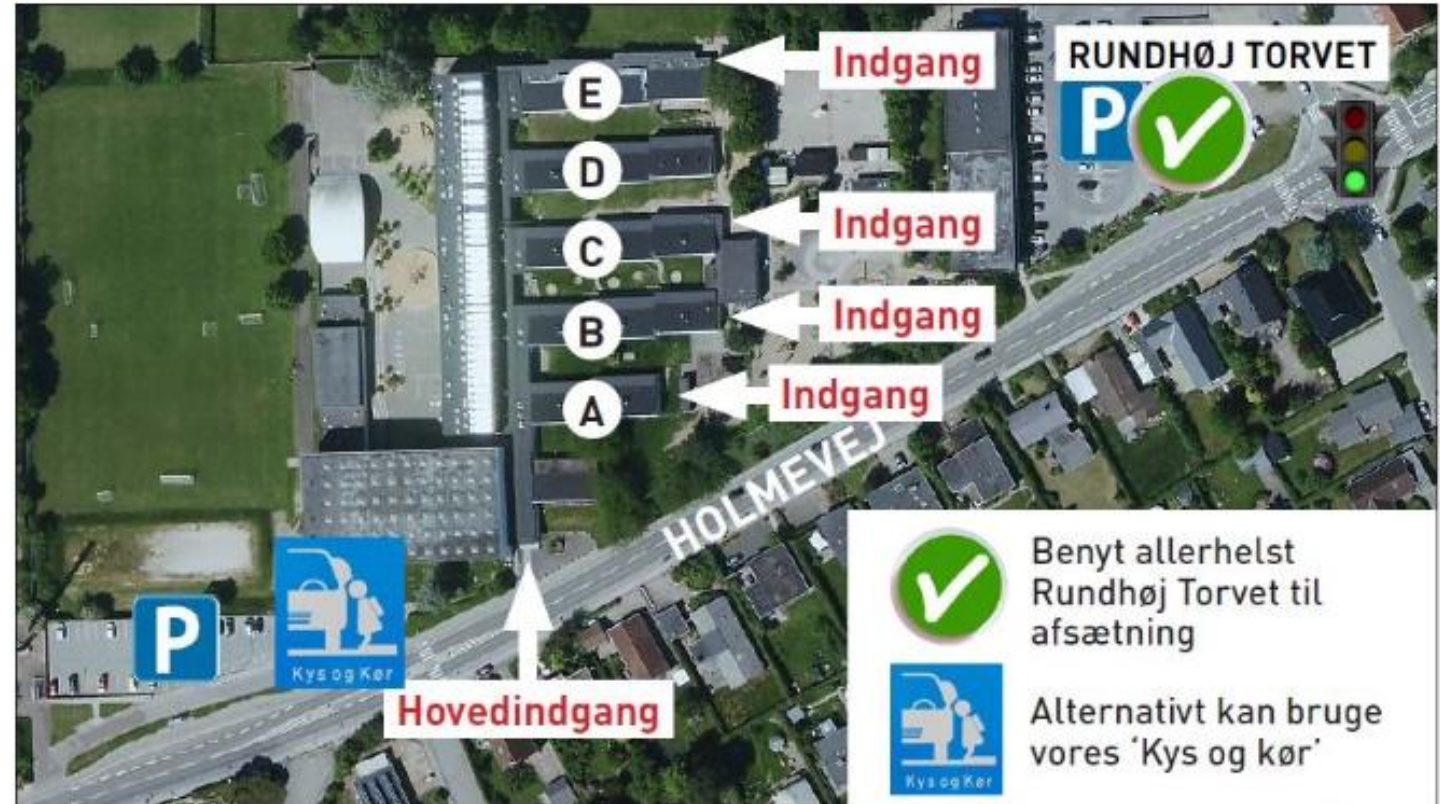 RUNDHØJ TORVET
P
Indgang
E
D
Indgang
C
Indgang
B
Indgang
A
HOLMEVEJ
P
Kys og Kør
Hovedindgang
Benyt allerhelst
Rundhøj Torvet til
afsætning
Kys og Kør
Alternativt kan bruge
vores ‘Kys og kør’